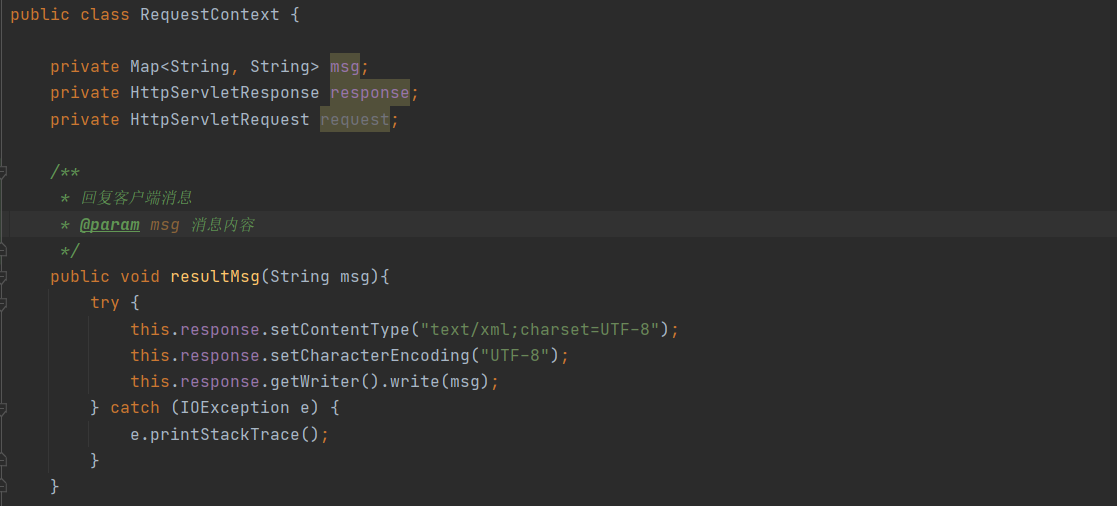 public class RequestContext {
private Map<String, String> msg;
private HttpServletResponse response;
private HttpServletRequest request;
/**
* 回复客户端消息
* @param msg 消息内容
*/
public void resultMsg(String msg){
try {
this.response.setContentType("text/xml;charset=UTF-8");
this.response.setCharacterEncoding("UTF-8");
this.response.getWriter().write(msg);
} catch (IOException e) {
e.printStackTrace();
}
}